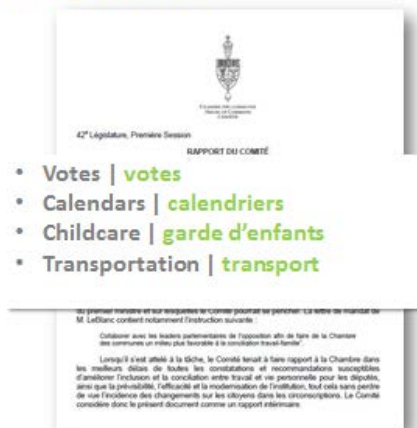 CHAMBRE DES COMMUNES
HOUSE OF COMMONS
CANADA
42e Législature, Première Session
RAPPORT DU COMITÉ
• Votes | votes
• Calendars | calendriers
• Childcare | garde d'enfants
• Transportation | transport
du premier ministre et sur lesquelles le Comité pourrait se pencher. La lettre de mandat de
M. LeBlanc contient notamment l'instruction suivante :
Collaborer avec les leaders parlementaires de l'opposition afin de faire de la Chambre
des communes un milieu plus favorable à la conciliation travail-famille.
Lorsqu'il s'est attelé à la tâche, le Comité tenait à faire rapport à la Chambre dans
les meilleurs délais de toutes les constatations et recommandations susceptibles
d'améliorer l'inclusion et la conciliation entre travail et vie personnelle pour les députés,
ainsi que la prévisibilité, l'efficacité et la modernisation de l'institution, tout cela sans perdre
de vue l'incidence des changements sur les citoyens dans les circonscriptions. Le Comité
considère donc le présent document comme un rapport intérimaire.